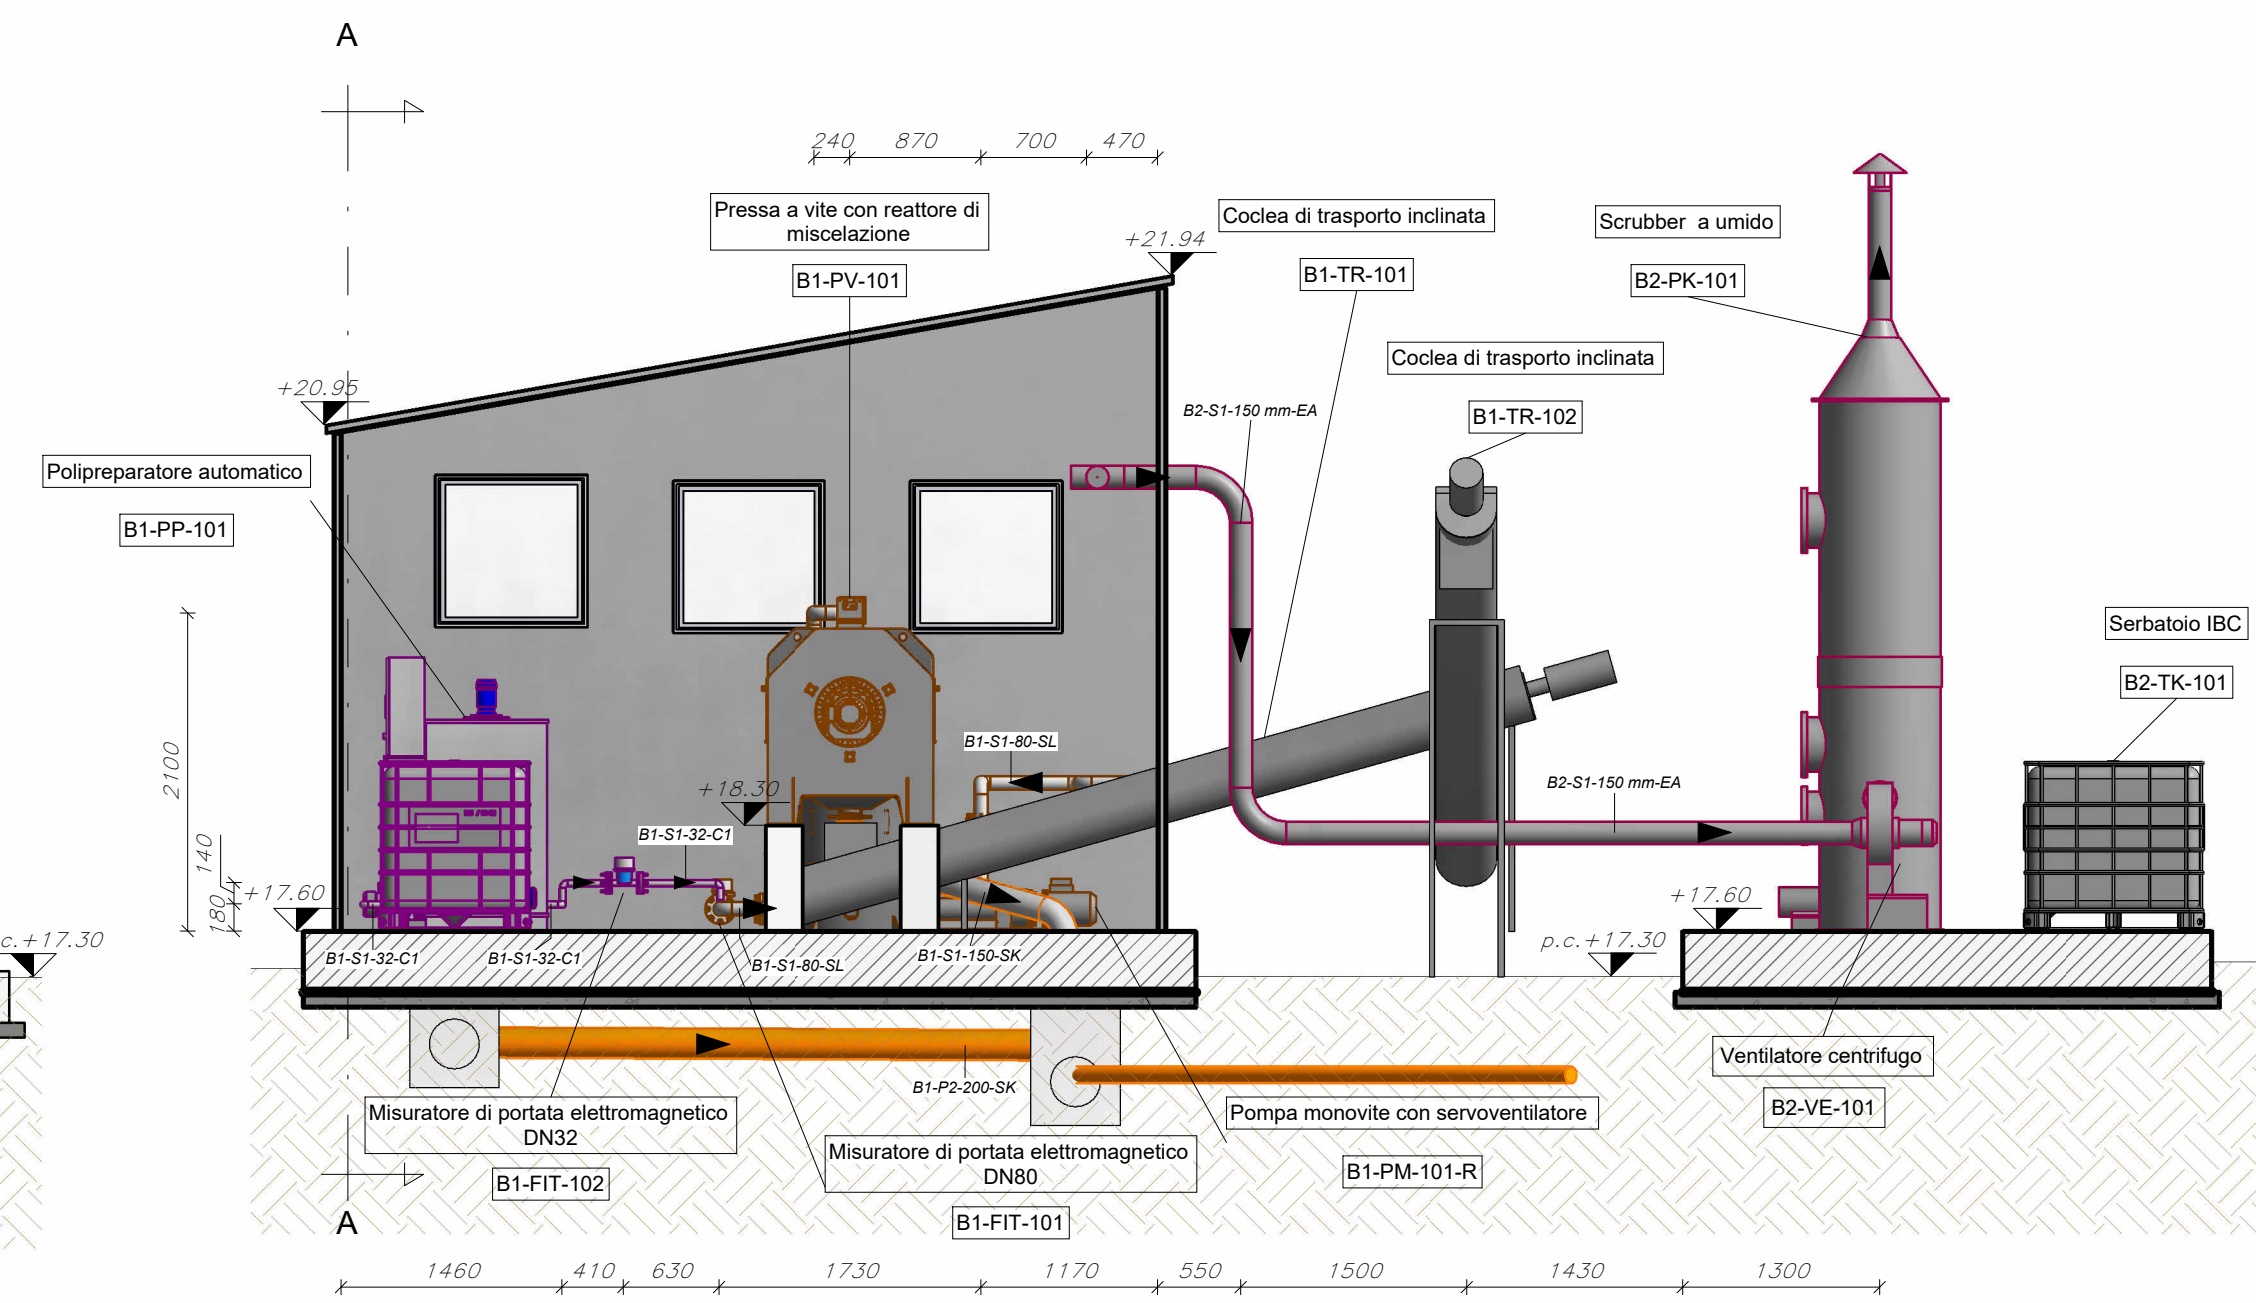 A
240 870 700 470
Pressa a vite con reattore di
miscelazione
B1-PV-101
Coclea di trasporto inclinata
B1-TR-101
Scrubber a umido
B2-PK-101
+21.94
Coclea di trasporto inclinata
B1-TR-102
+20.95
B2-S1-150 mm-EA
Polipreparatore automatico
B1-PP-101
Serbatoio IBC
B2-TK-101
B1-S1-80-SL
2100
+18.30
B2-S1-150 mm-EA
B1-S1-32-C1
140
180
+17.60
+17.60
c.+17.30
p.c.+17.30
B1-S1-32-C1
B1-S1-32-C1
B1-S1-80-SL
B1-S1-150-SK
B1-P2-200-SK
Ventilatore centrifugo
B2-VE-101
Misuratore di portata elettromagnetico
DN32
B1-FIT-102
Misuratore di portata elettromagnetico
DN80
B1-FIT-101
Pompa monovite con servoventilatore
B1-PM-101-R
A
1460 410 630 1730 1170 550 1500 1430 1300